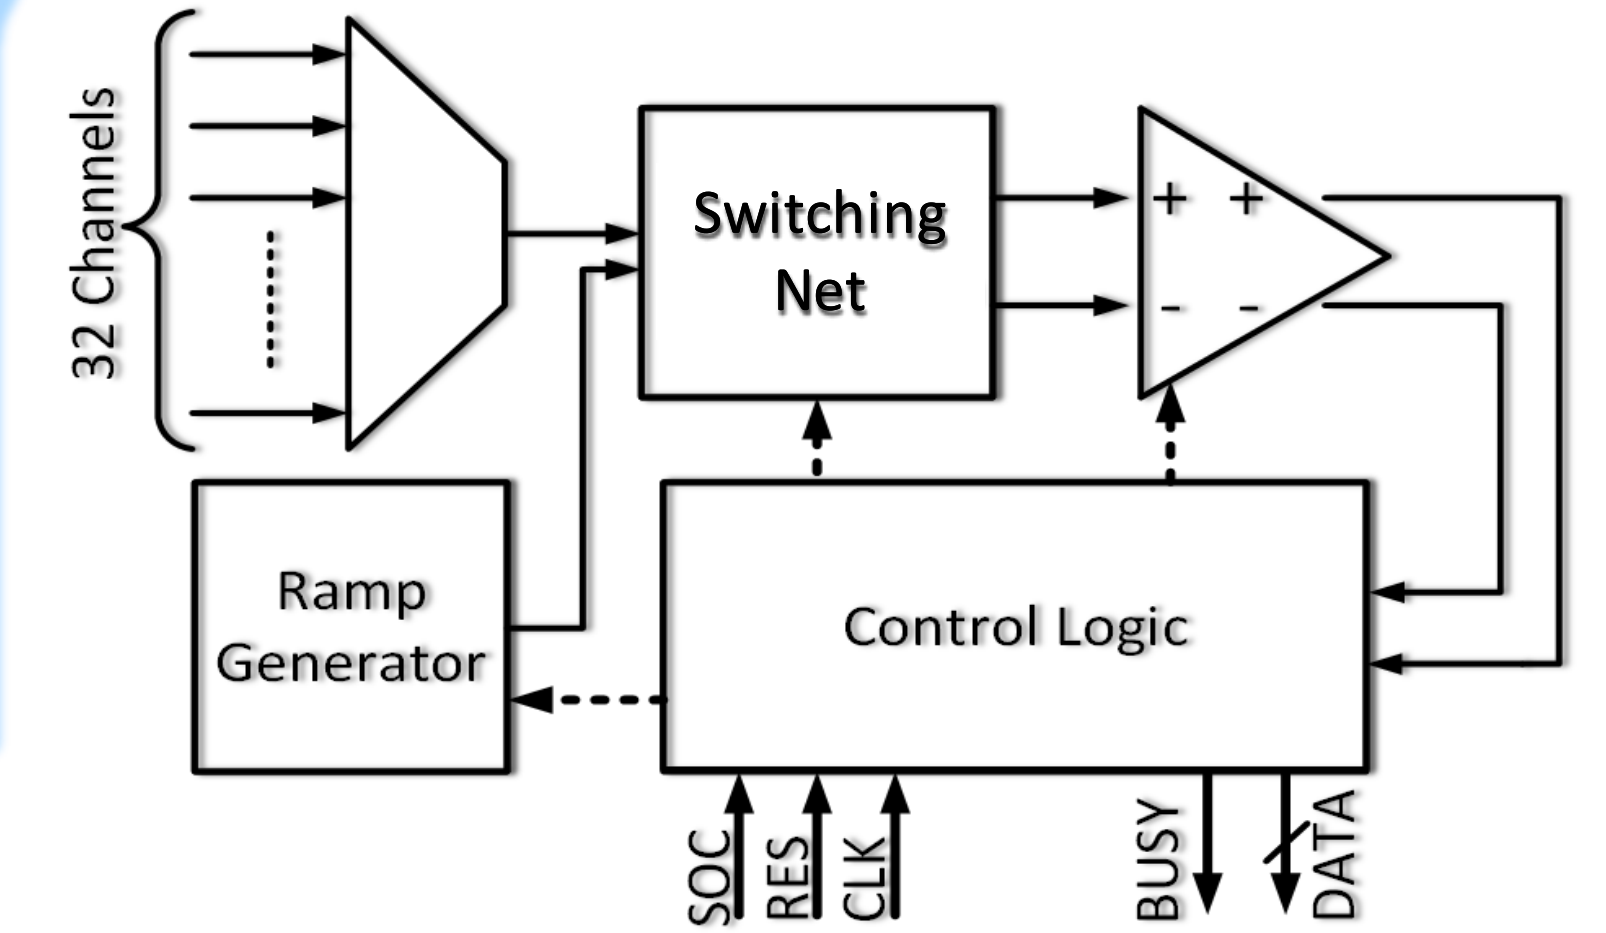 32 Channels
Switching
Net
+ +
- -
Ramp
Generator
Control Logic
SOC
RES
CLK
BUSY
DATA